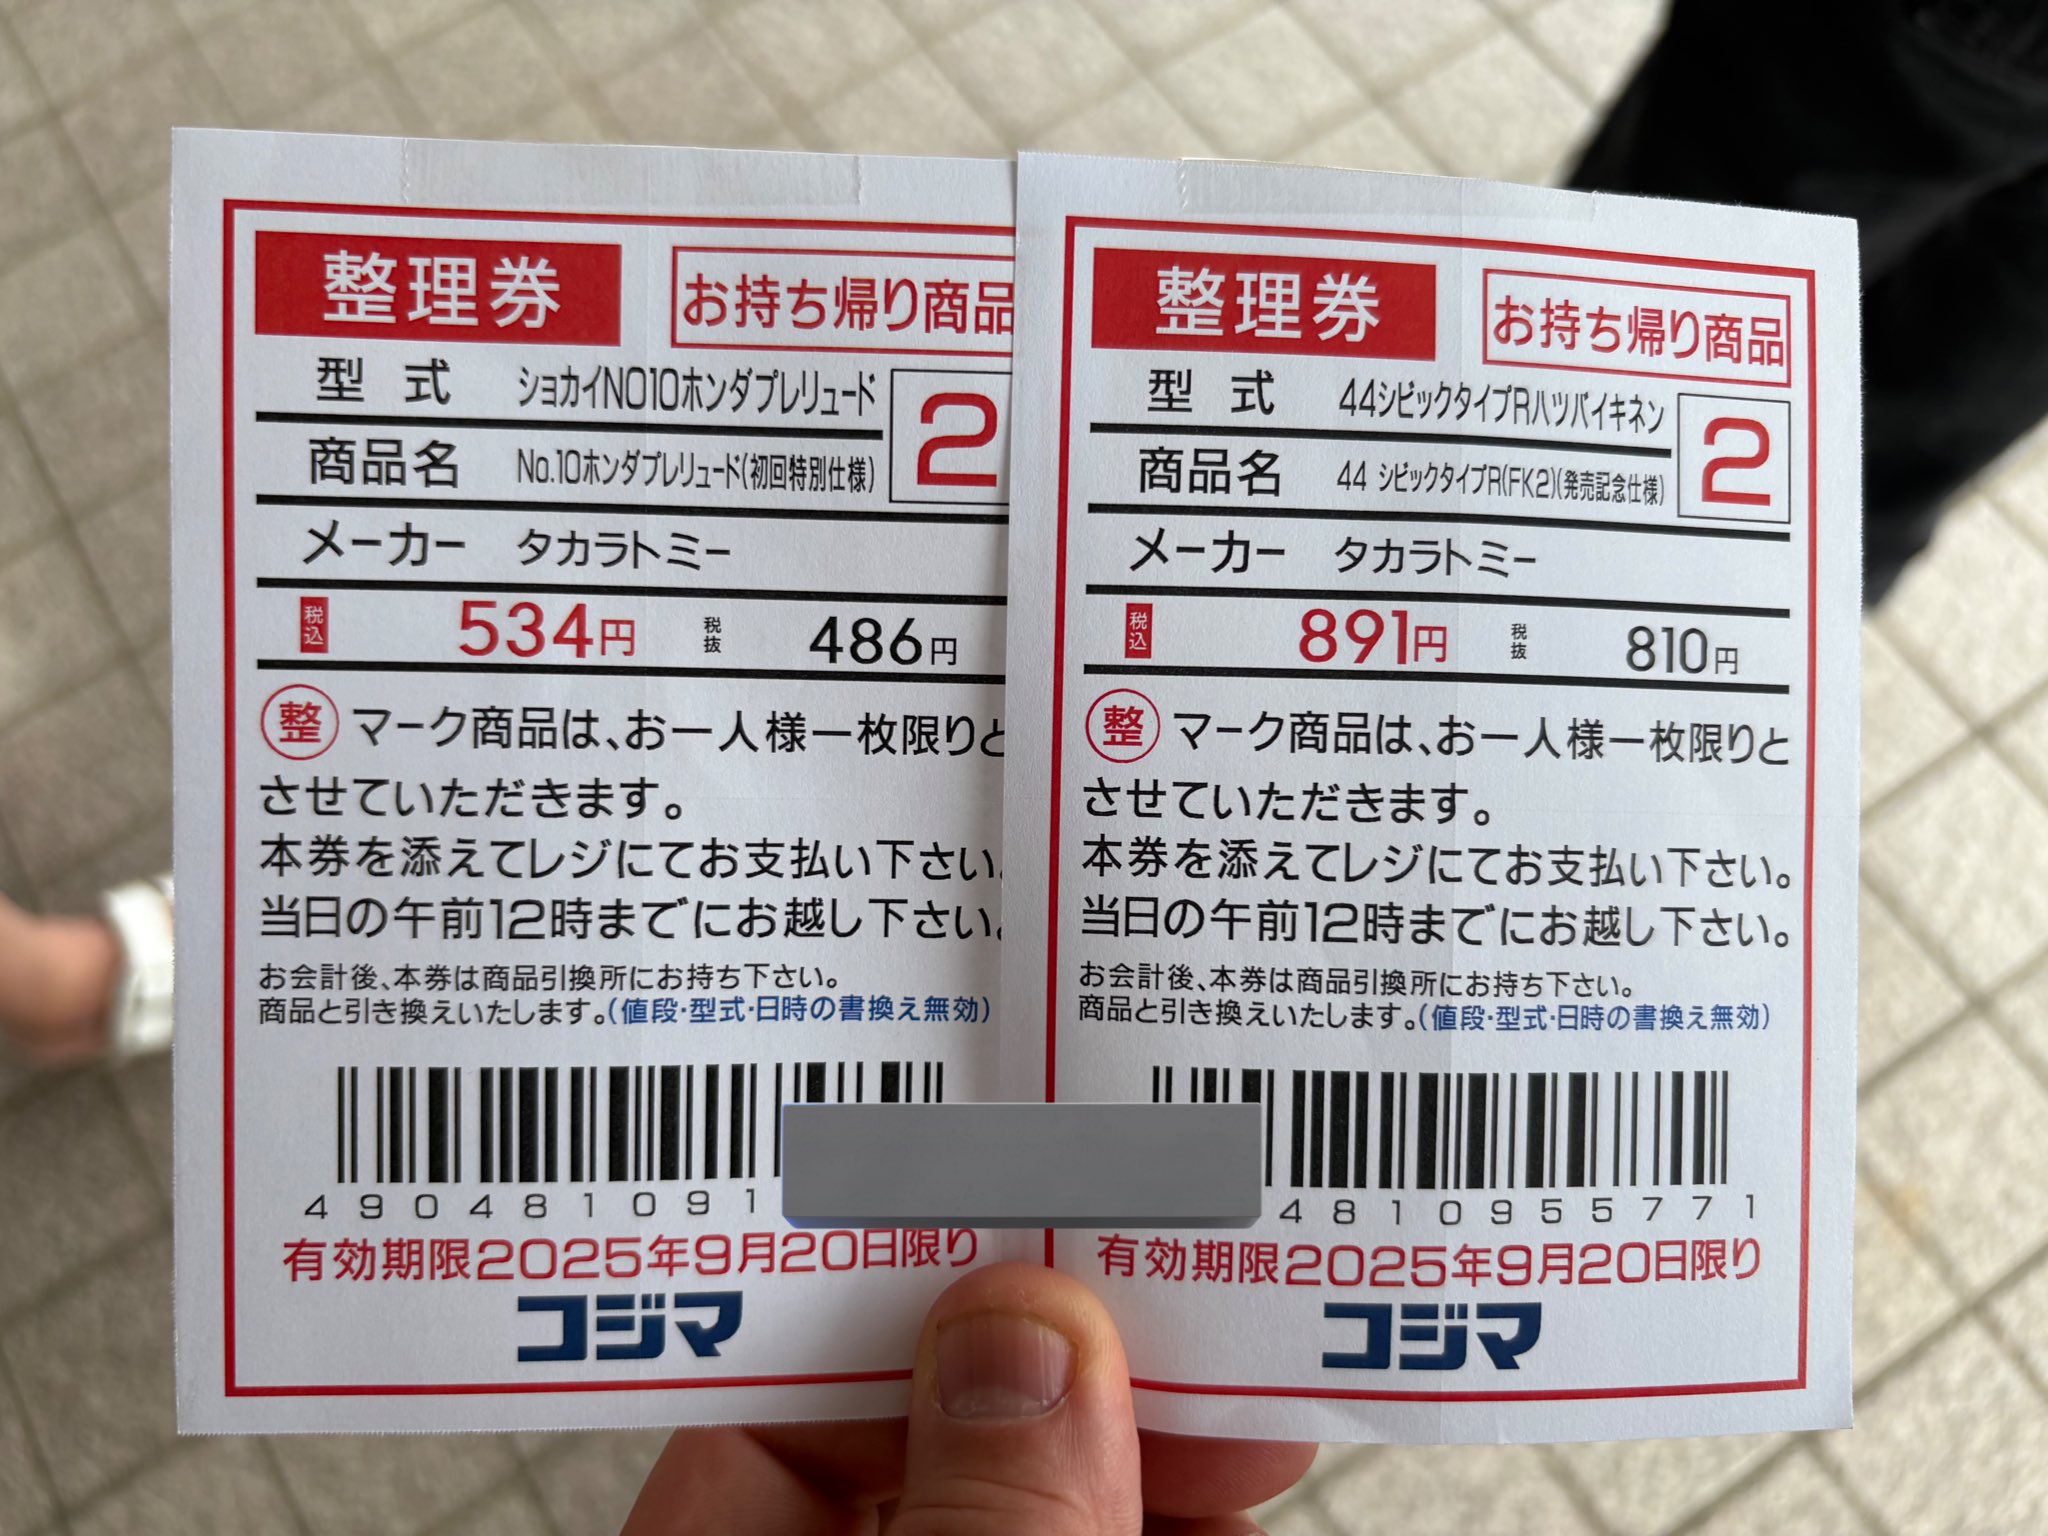 整理券
お持ち帰り商品
型 式 ショカイNO10ホンダプレリュード
2
商品名 No.10ホンダプレリュード(初回特別仕様)
メーカー タカラトミー
税込 534円 税抜 486円
整 マーク商品は、お一人様一枚限りと
させていただきます。
本券を添えてレジにてお支払い下さい。
当日の午前12時までにお越し下さい。
お会計後、本券は商品引換所にお持ち下さい。
商品と引き換えいたします。(値段・型式・日時の書換え無効)
490481091
有効期限2025年9月20日限り
コジマ
整理券
お持ち帰り商品
型 式 44シビックタイプRハツバイキネン
2
商品名 44 シビックタイプR(FK2)(発売記念仕様)
メーカー タカラトミー
税込 891円 税抜 810円
整 マーク商品は、お一人様一枚限りと
させていただきます。
本券を添えてレジにてお支払い下さい。
当日の午前12時までにお越し下さい。
お会計後、本券は商品引換所にお持ち下さい。
商品と引き換えいたします。(値段・型式・日時の書換え無効)
4810955771
有効期限2025年9月20日限り
コジマ